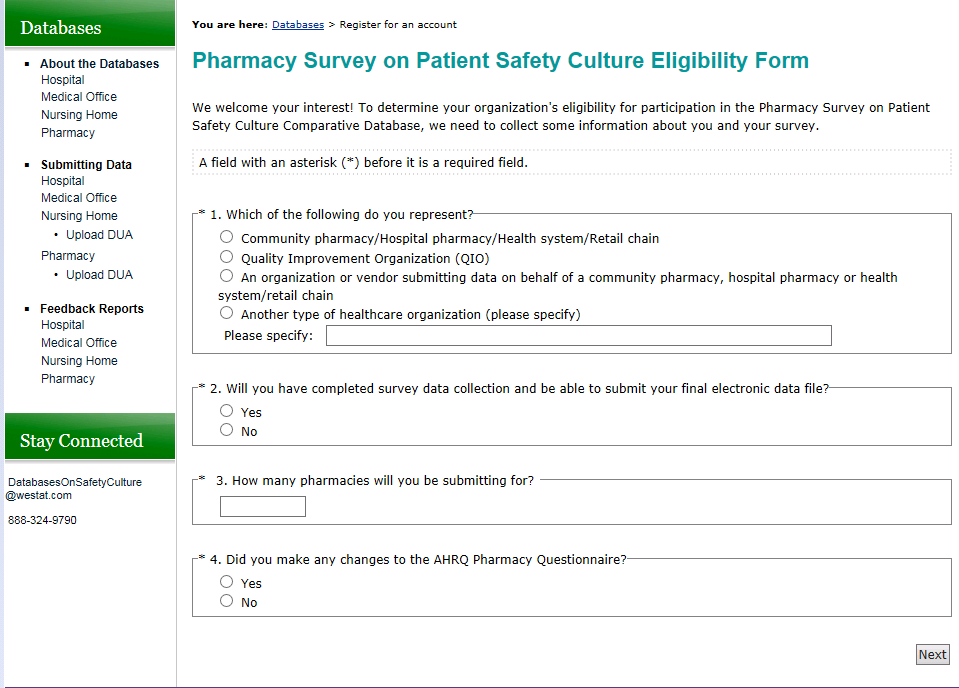 Databases
About the Databases
Hospital
Medical Office
Nursing Home
Pharmacy
Submitting Data
Hospital
Medical Office
Nursing Home
Upload DUA
Pharmacy
Upload DUA
Feedback Reports
Hospital
Medical Office
Nursing Home
Pharmacy
Stay Connected
DatabasesOnSafetyCulture
@westat.com
888-324-9790
You are here: Databases > Register for an account
Pharmacy Survey on Patient Safety Culture Eligibility Form
We welcome your interest! To determine your organization's eligibility for participation in the Pharmacy Survey on Patient
Safety Culture Comparative Database, we need to collect some information about you and your survey.
A field with an asterisk (*) before it is a required field.
* 1. Which of the following do you represent?
Community pharmacy/Hospital pharmacy/Health system/Retail chain
Quality Improvement Organization (QIO)
An organization or vendor submitting data on behalf of a community pharmacy, hospital pharmacy or health
system/retail chain
Another type of healthcare organization (please specify)
Please specify:
* 2. Will you have completed survey data collection and be able to submit your final electronic data file?
Yes
No
* 3. How many pharmacies will you be submitting for?
* 4. Did you make any changes to the AHRQ Pharmacy Questionnaire?
Yes
No
Next